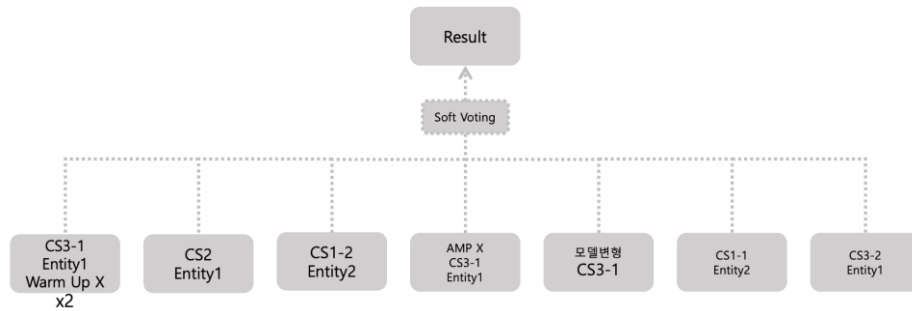 Result
Soft Voting
CS3-1
Entity1
Warm Up X
x2
CS2
Entity1
CS1-2
Entity2
AMP X
CS3-1
Entity1
모델변형
CS3-1
CS1-1
Entity2
CS3-2
Entity1